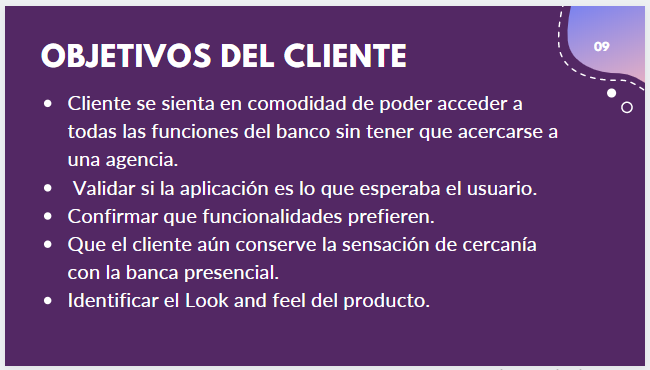 09
OBJETIVOS DEL CLIENTE
• Cliente se sienta en comodidad de poder acceder a
todas las funciones del banco sin tener que acercarse a
una agencia.
• Validar si la aplicación es lo que esperaba el usuario.
• Confirmar que funcionalidades prefieren.
• Que el cliente aún conserve la sensación de cercanía
con la banca presencial.
• Identificar el Look and feel del producto.